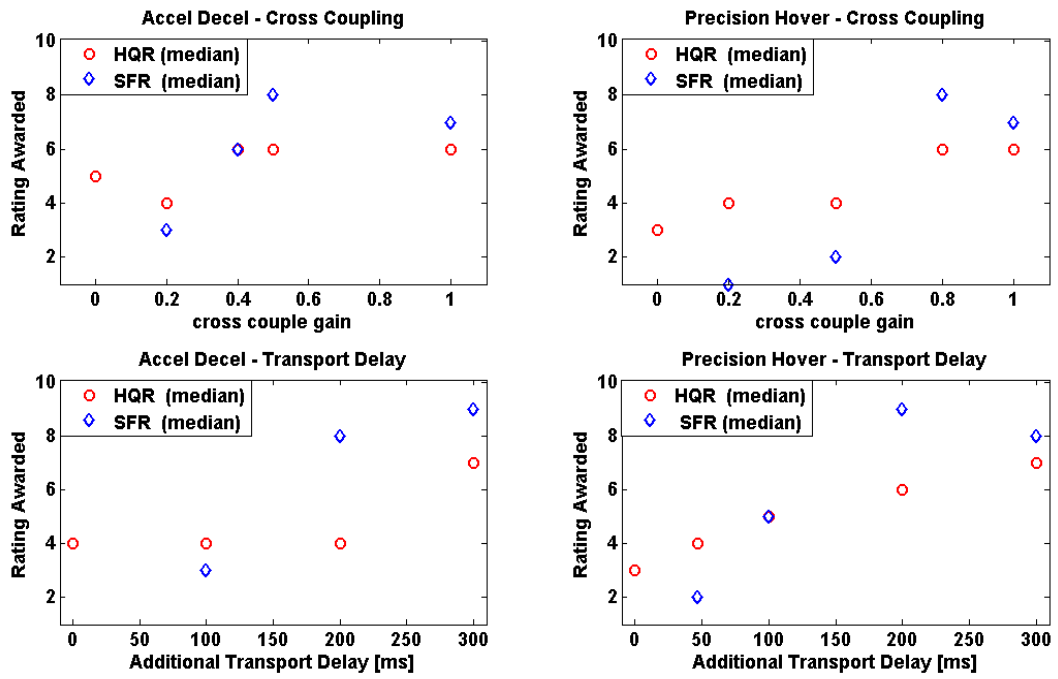 Accel Decel - Cross Coupling
10
8
6
4
2
Rating Awarded
HQR (median)
SFR (median)
0 0.2 0.4 0.6 0.8 1
cross couple gain
Precision Hover - Cross Coupling
10
8
6
4
2
Rating Awarded
HQR (median)
SFR (median)
0 0.2 0.4 0.6 0.8 1
cross couple gain
Accel Decel - Transport Delay
10
8
6
4
2
Rating Awarded
HQR (median)
SFR (median)
0 50 100 150 200 250 300
Additional Transport Delay [ms]
Precision Hover - Transport Delay
10
8
6
4
2
Rating Awarded
HQR (median)
SFR (median)
0 50 100 150 200 250 300
Additional Transport Delay [ms]